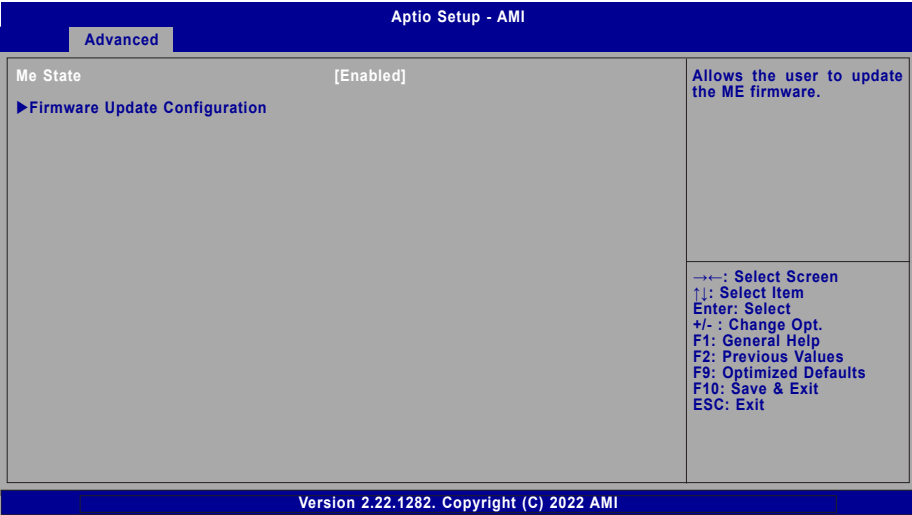 Aptio Setup - AMI
Advanced
Me State [Enabled]
▶Firmware Update Configuration
Allows the user to update
the ME firmware.
→←: Select Screen
↑↓: Select Item
Enter: Select
+/- : Change Opt.
F1: General Help
F2: Previous Values
F9: Optimized Defaults
F10: Save & Exit
ESC: Exit
Version 2.22.1282. Copyright (C) 2022 AMI